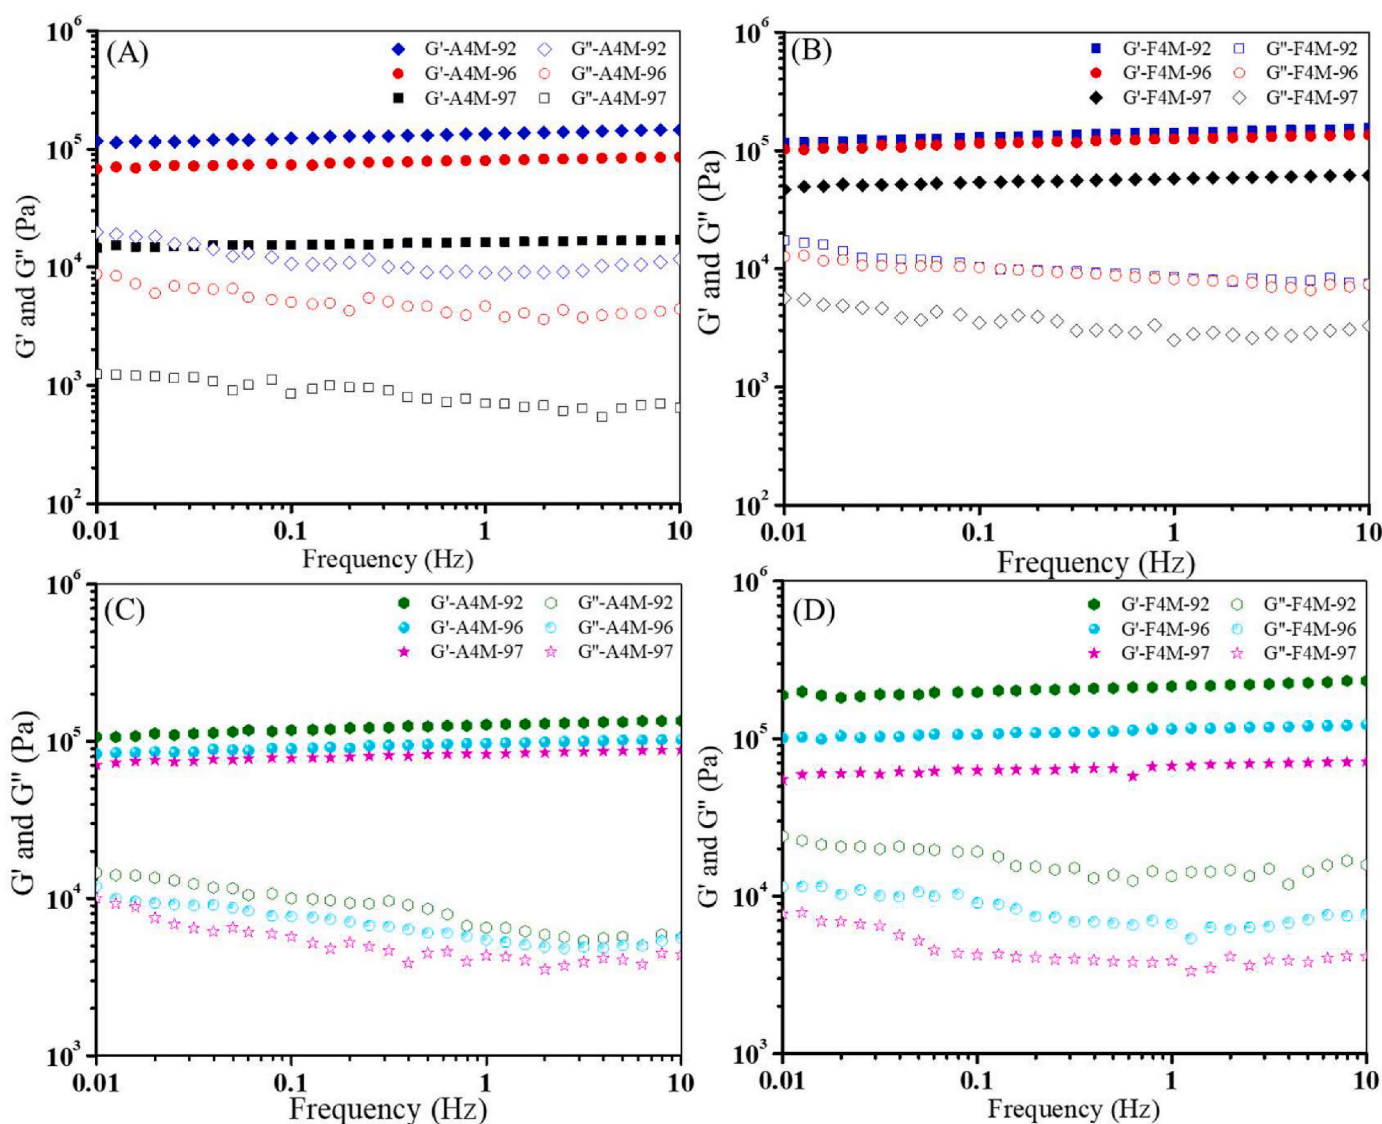 (A)
G'-A4M-92 G"-A4M-92
G'-A4M-96 G"-A4M-96
G'-A4M-97 G"-A4M-97
10^6
10^5
10^4
10^3
10^2
G' and G" (Pa)
0.01 0.1 1 10
Frequency (Hz)
(B)
G'-F4M-92 G"-F4M-92
G'-F4M-96 G"-F4M-96
G'-F4M-97 G"-F4M-97
10^6
10^5
10^4
10^3
10^2
G' and G" (Pa)
0.01 0.1 1 10
Frequency (Hz)
(C)
G'-A4M-92 G"-A4M-92
G'-A4M-96 G"-A4M-96
G'-A4M-97 G"-A4M-97
10^6
10^5
10^4
10^3
G' and G" (Pa)
0.01 0.1 1 10
Frequency (Hz)
(D)
G'-F4M-92 G"-F4M-92
G'-F4M-96 G"-F4M-96
G'-F4M-97 G"-F4M-97
10^6
10^5
10^4
10^3
G' and G" (Pa)
0.01 0.1 1 10
Frequency (Hz)